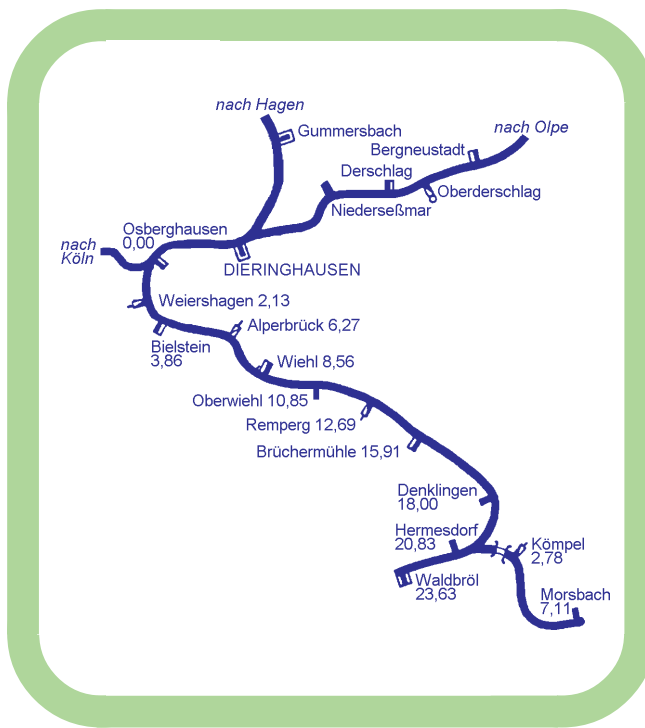 nach Hagen
Gummersbach
nach Olpe
Bergneustadt
Derschlag
Oberderschlag
Niederseßmar
Osberghausen
0,00
nach
Köln
DIERINGHAUSEN
Weiershagen 2,13
Alperbrück 6,27
Bielstein
3,86
Wiehl 8,56
Oberwiehl 10,85
Remperg 12,69
Brüchermühle 15,91
Denklingen
18,00
Hermesdorf
20,83
Kömpel
2,78
Waldbröl
23,63
Morsbach
7,11